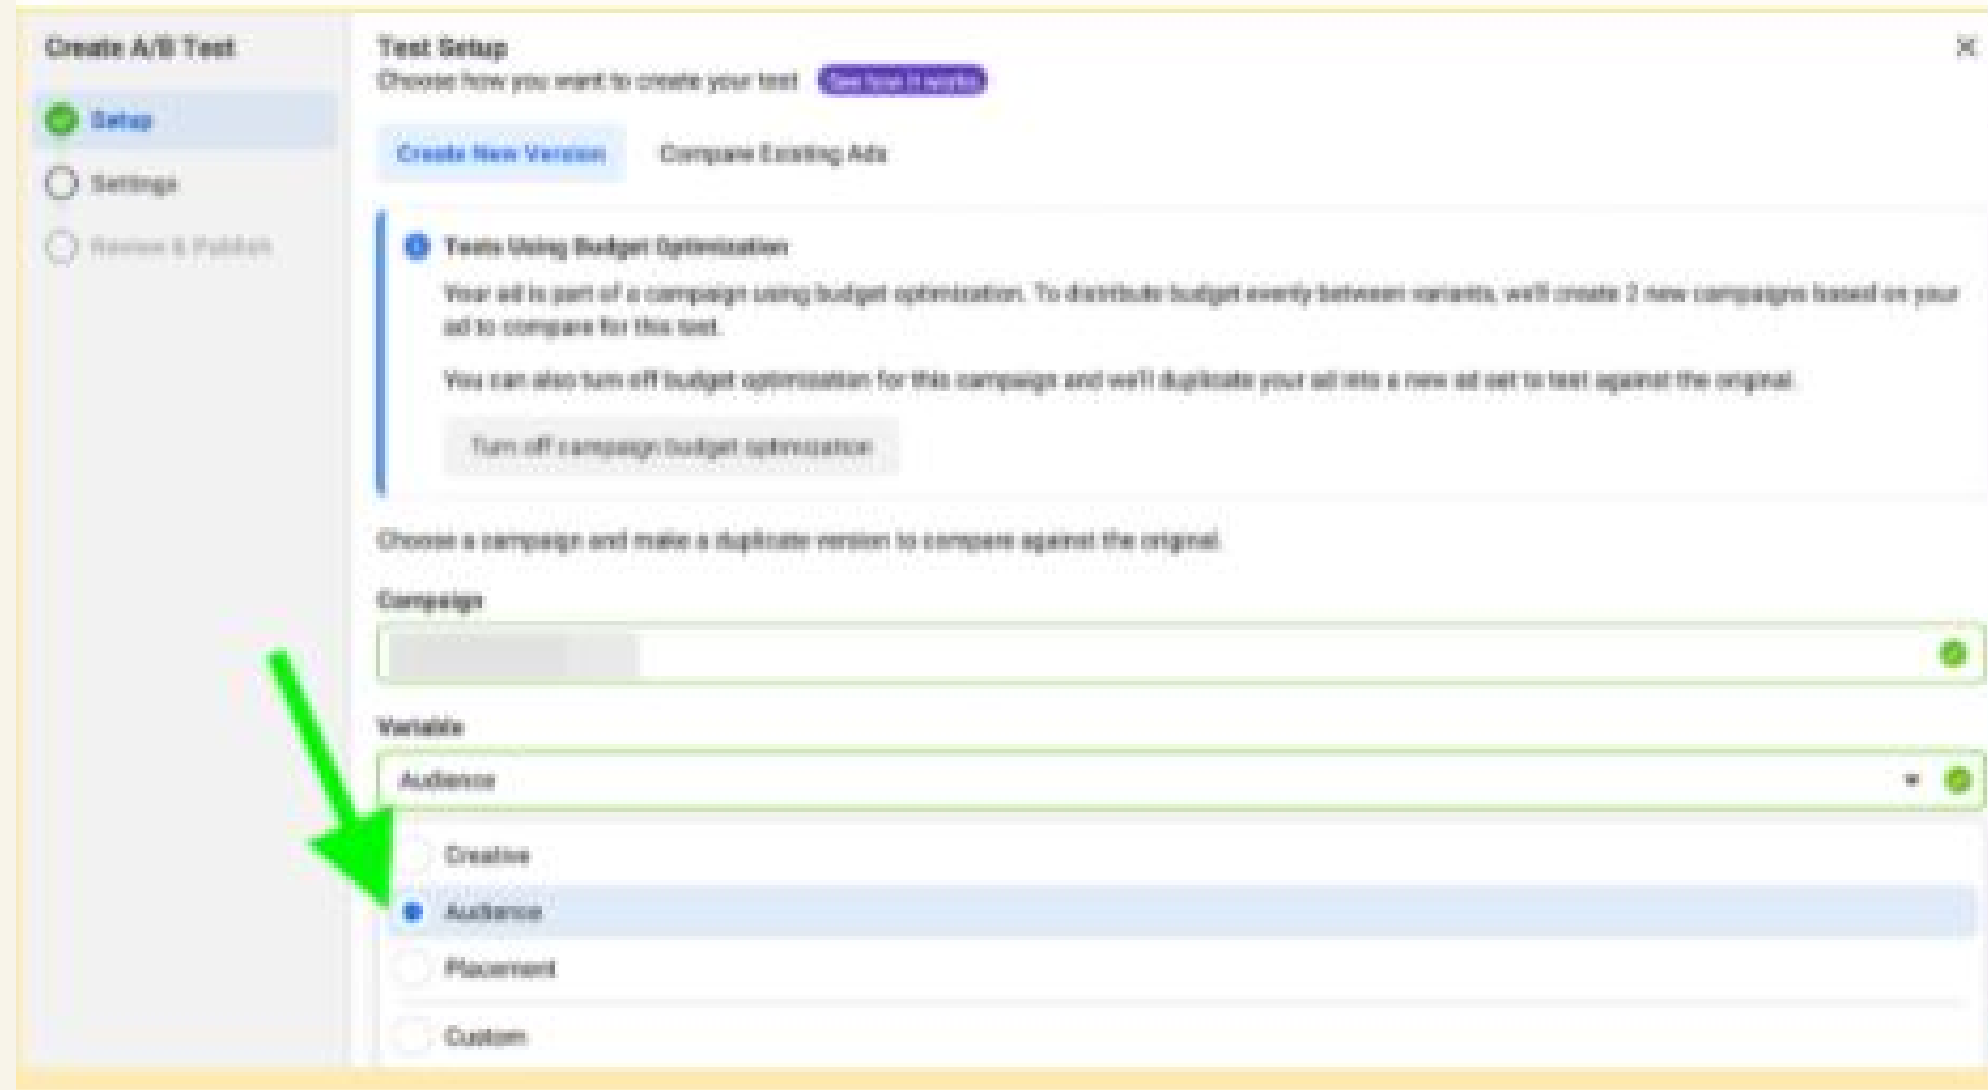 Create A/B Test
Setup
Settings
Review & Publish
Test Setup
Choose how you want to create your test See how it works
Create New Version Compare Existing Ads
Tests Using Budget Optimization
Your ad is part of a campaign using budget optimization. To distribute budget evenly between variants, we'll create 2 new campaigns based on your
ad to compare for this test.
You can also turn off budget optimization for this campaign and we'll duplicate your ad into a new ad set to test against the original.
Turn off campaign budget optimization
Choose a campaign and make a duplicate version to compare against the original.
Campaign
Variable
Audience
Creative
Audience
Placement
Custom